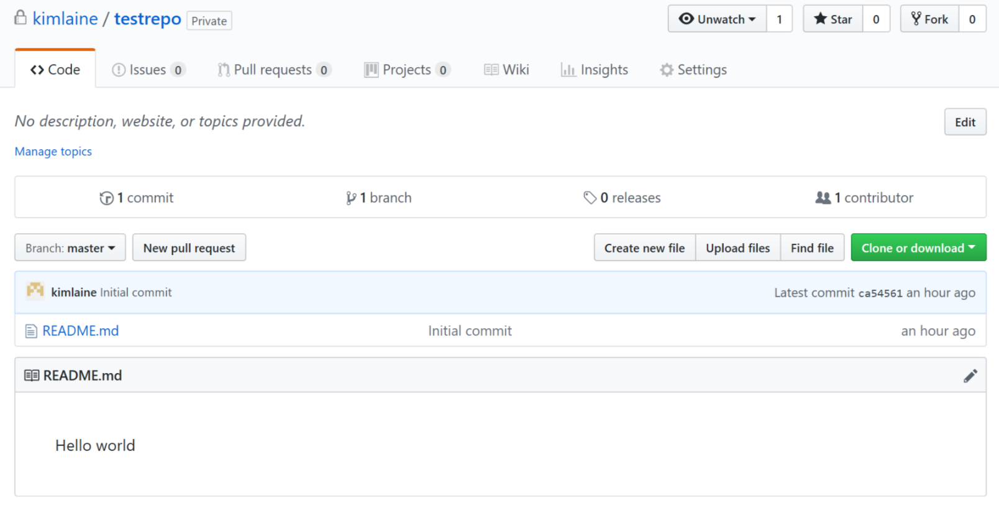 kimlaine / testrepo Private Unwatch 1 Star 0 Fork 0
Code Issues 0 Pull requests 0 Projects 0 Wiki Insights Settings
No description, website, or topics provided. Edit
Manage topics
1 commit 1 branch 0 releases 1 contributor
Branch: master New pull request Create new file Upload files Find file Clone or download
kimlaine Initial commit Latest commit ca54561 an hour ago
README.md Initial commit an hour ago
README.md
Hello world